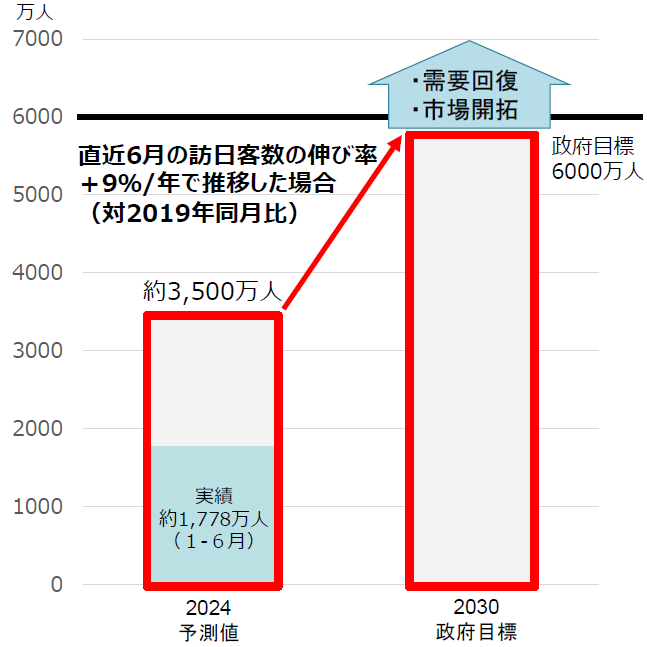 万人
7000
・需要回復
・市場開拓
6000
直近6月の訪日客数の伸び率
+9%/年で推移した場合
(対2019年同月比)
政府目標
6000万人
5000
4000
約3,500万人
3000
2000
実績
約1,778万人
(1-6月)
1000
0
2024
予測値
2030
政府目標